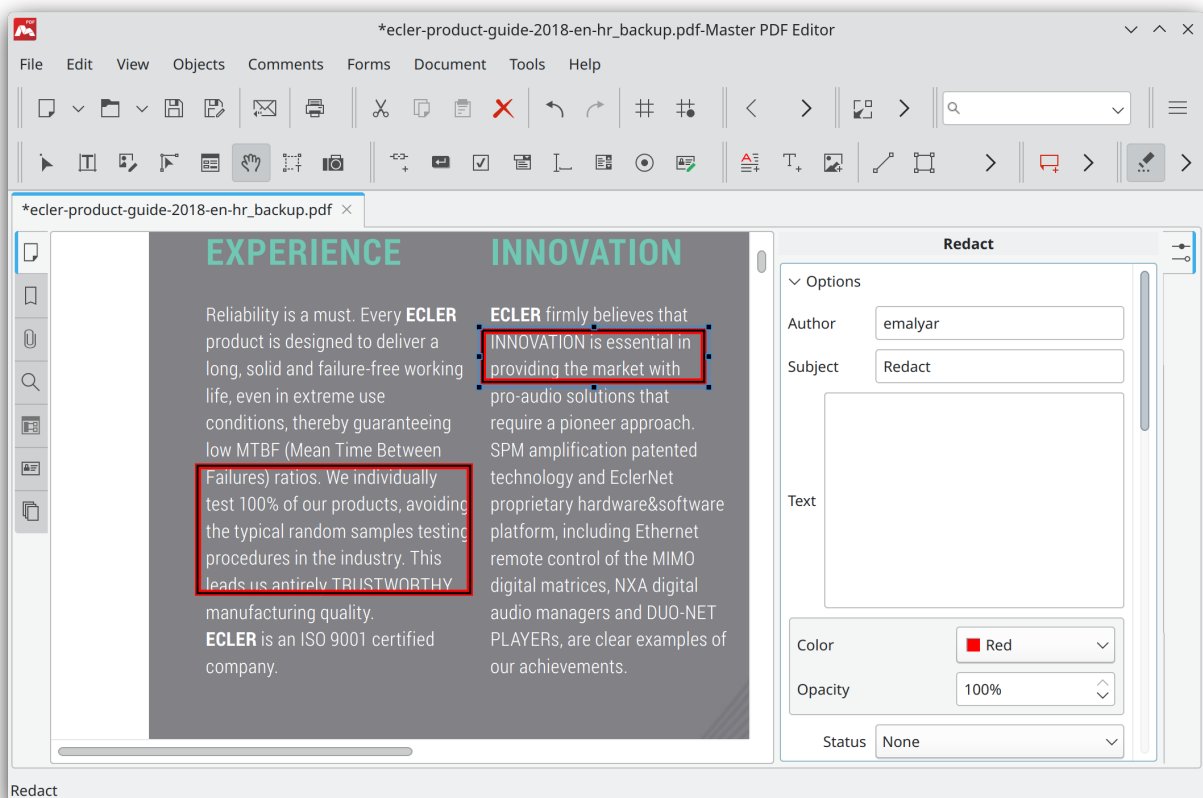 PDF
*ecler-product-guide-2018-en-hr_backup.pdf-Master PDF Editor
File Edit View Objects Comments Forms Document Tools Help
*ecler-product-guide-2018-en-hr_backup.pdf
EXPERIENCE
Reliability is a must. Every ECLER
product is designed to deliver a
long, solid and failure-free working
life, even in extreme use
conditions, thereby guaranteeing
low MTBF (Mean Time Between
Failures) ratios. We individually
test 100% of our products, avoiding
the typical random samples testing
procedures in the industry. This
leads us antirely TRUSTWORTHY
manufacturing quality.
ECLER is an ISO 9001 certified
company.
INNOVATION
ECLER firmly believes that
INNOVATION is essential in
providing the market with
pro-audio solutions that
require a pioneer approach.
SPM amplification patented
technology and EclerNet
proprietary hardware&software
platform, including Ethernet
remote control of the MIMO
digital matrices, NXA digital
audio managers and DUO-NET
PLAYERs, are clear examples of
our achievements.
Redact
Options
Author emalyar
Subject Redact
Text
Color Red
Opacity 100%
Status None
Redact